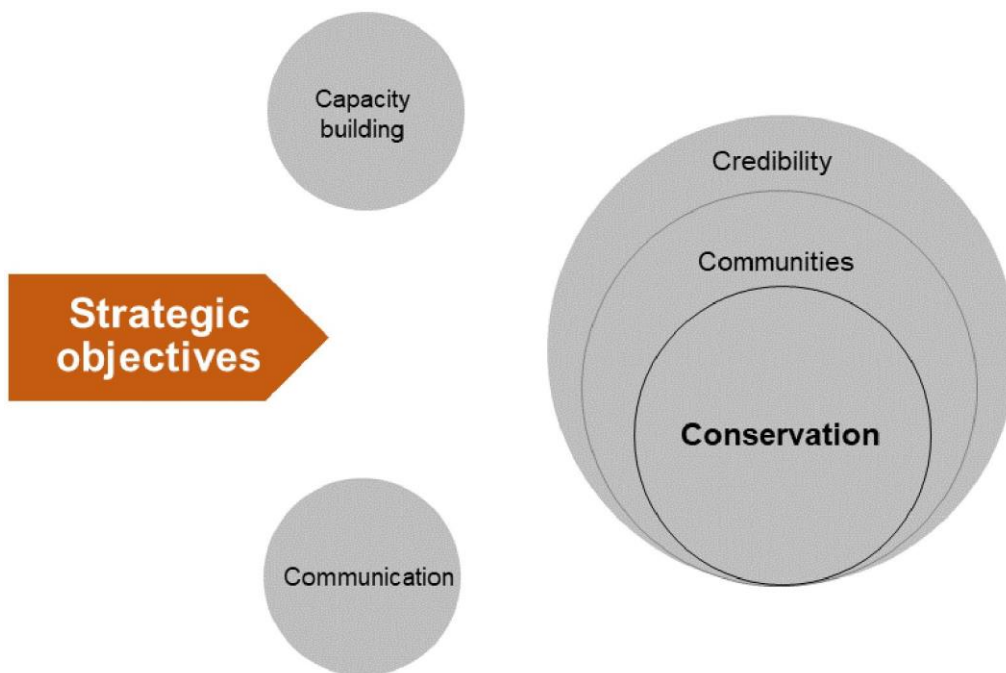 Capacity
building
Credibility
Communities
Strategic
objectives
Conservation
Communication